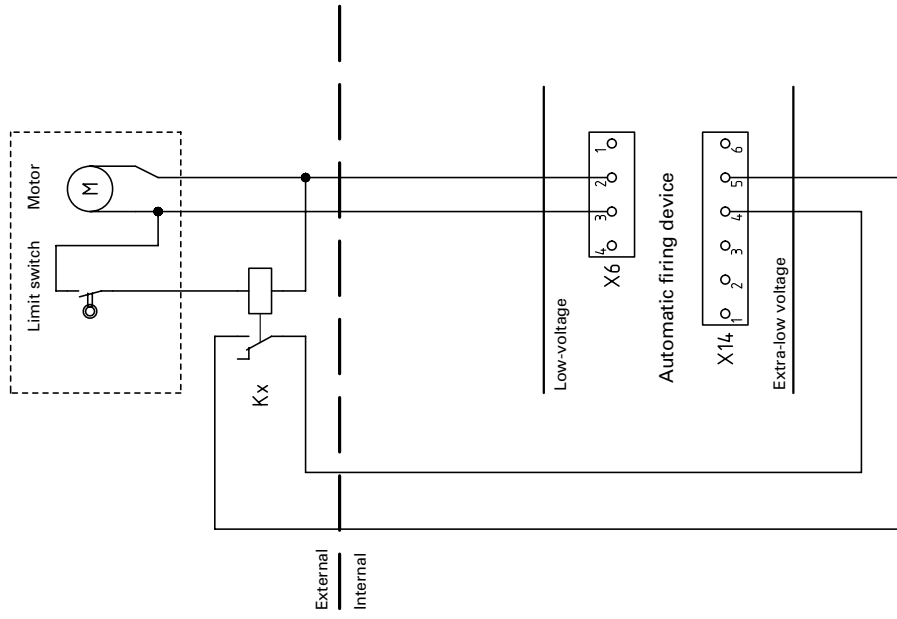 Motor
M
Limit switch
Kx
External
Internal
Low-voltage
1
2
3
4
X6
Automatic firing device
6
5
4
3
2
1
X14
Extra-low voltage